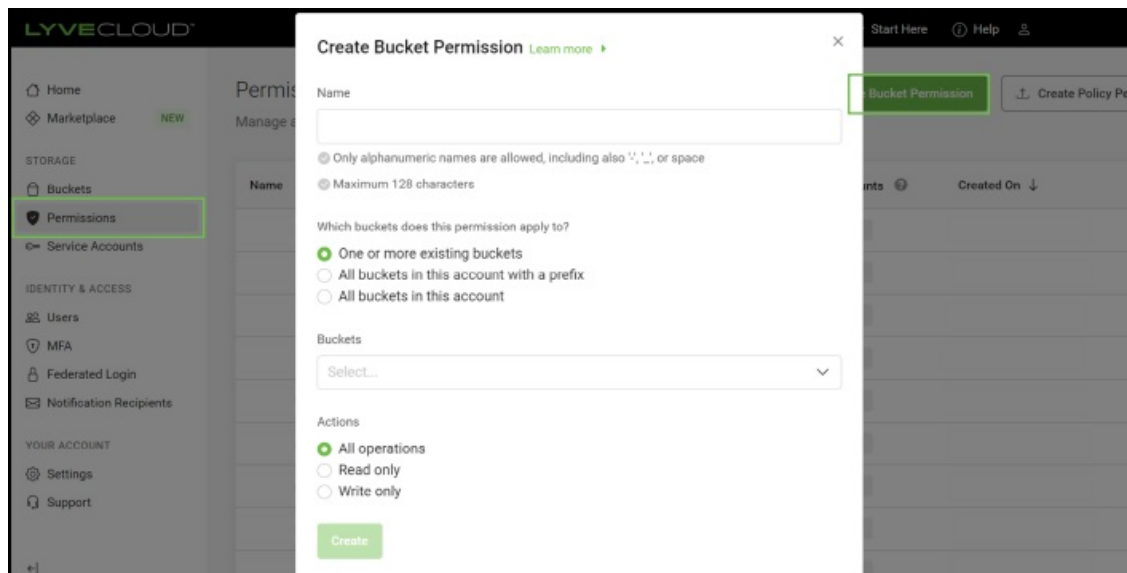 LYVECLOUD
Start Here
Help
Home
Marketplace NEW
STORAGE
Buckets
Permissions
Service Accounts
IDENTITY & ACCESS
Users
MFA
Federated Login
Notification Recipients
YOUR ACCOUNT
Settings
Support
Permis
Manage a
Name
Create Bucket Permission Learn more
Name
Only alphanumeric names are allowed, including also '-', '_', or space
Maximum 128 characters
Which buckets does this permission apply to?
One or more existing buckets
All buckets in this account with a prefix
All buckets in this account
Buckets
Select...
Actions
All operations
Read only
Write only
Create
Bucket Permission
Create Policy Pe
unts
Created On